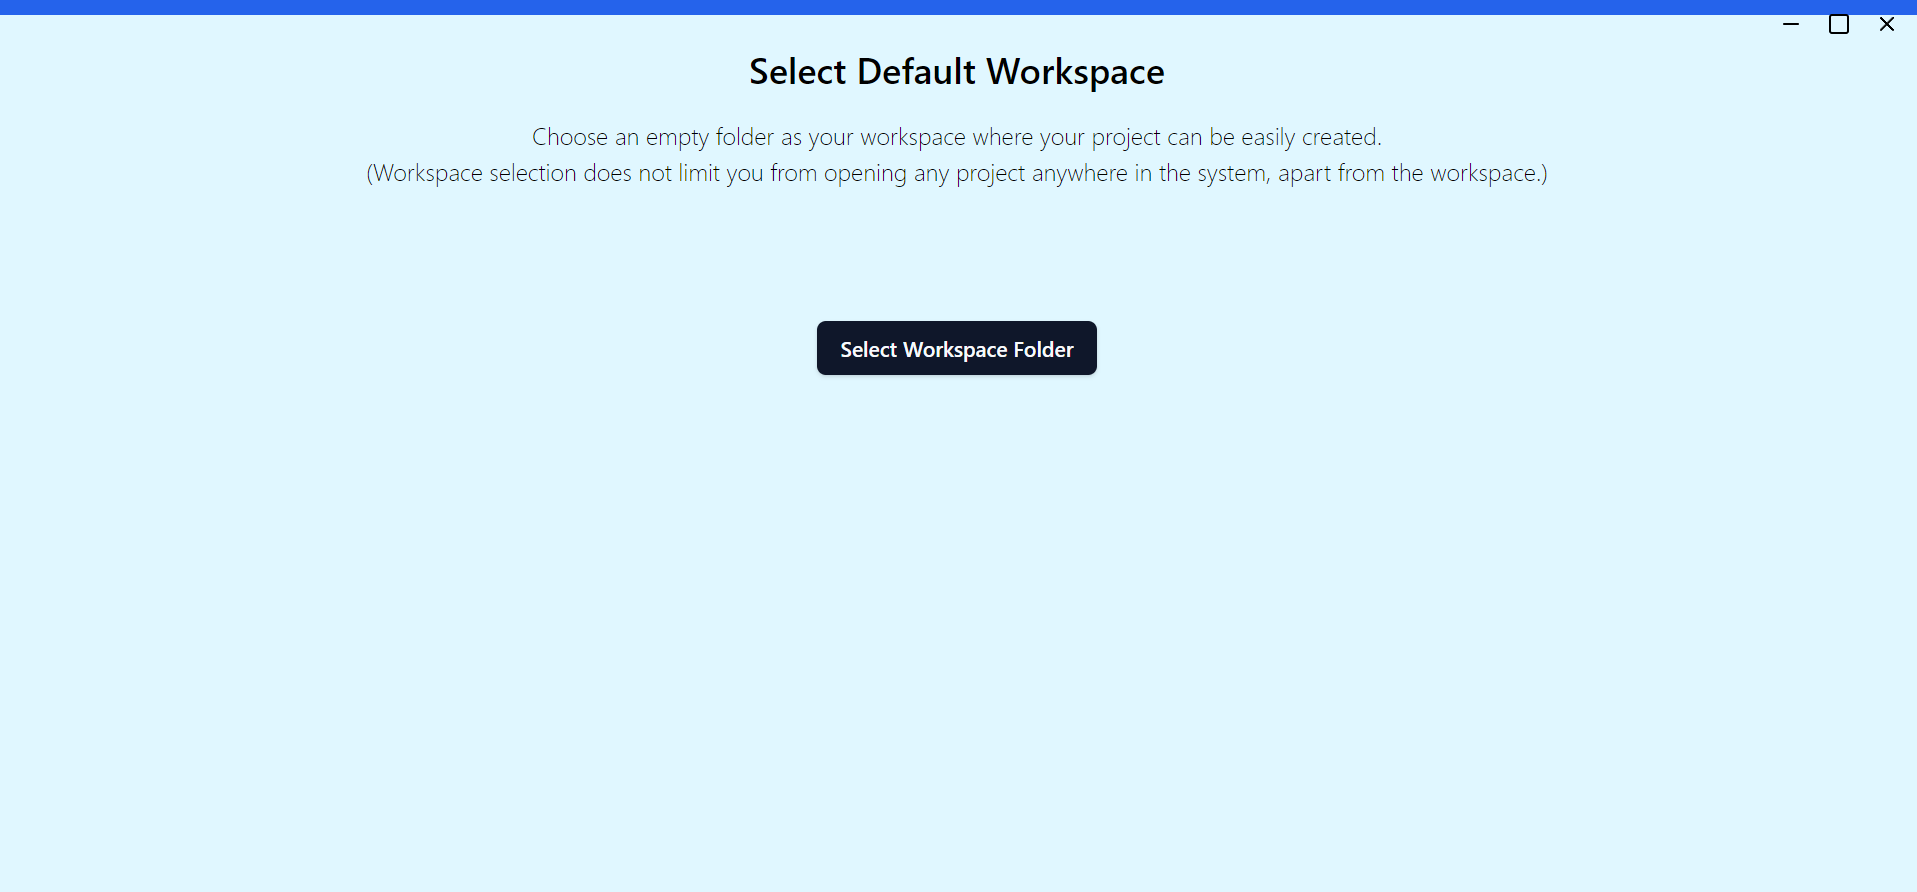 Select Default Workspace
Choose an empty folder as your workspace where your project can be easily created.
(Workspace selection does not limit you from opening any project anywhere in the system, apart from the workspace.)
Select Workspace Folder